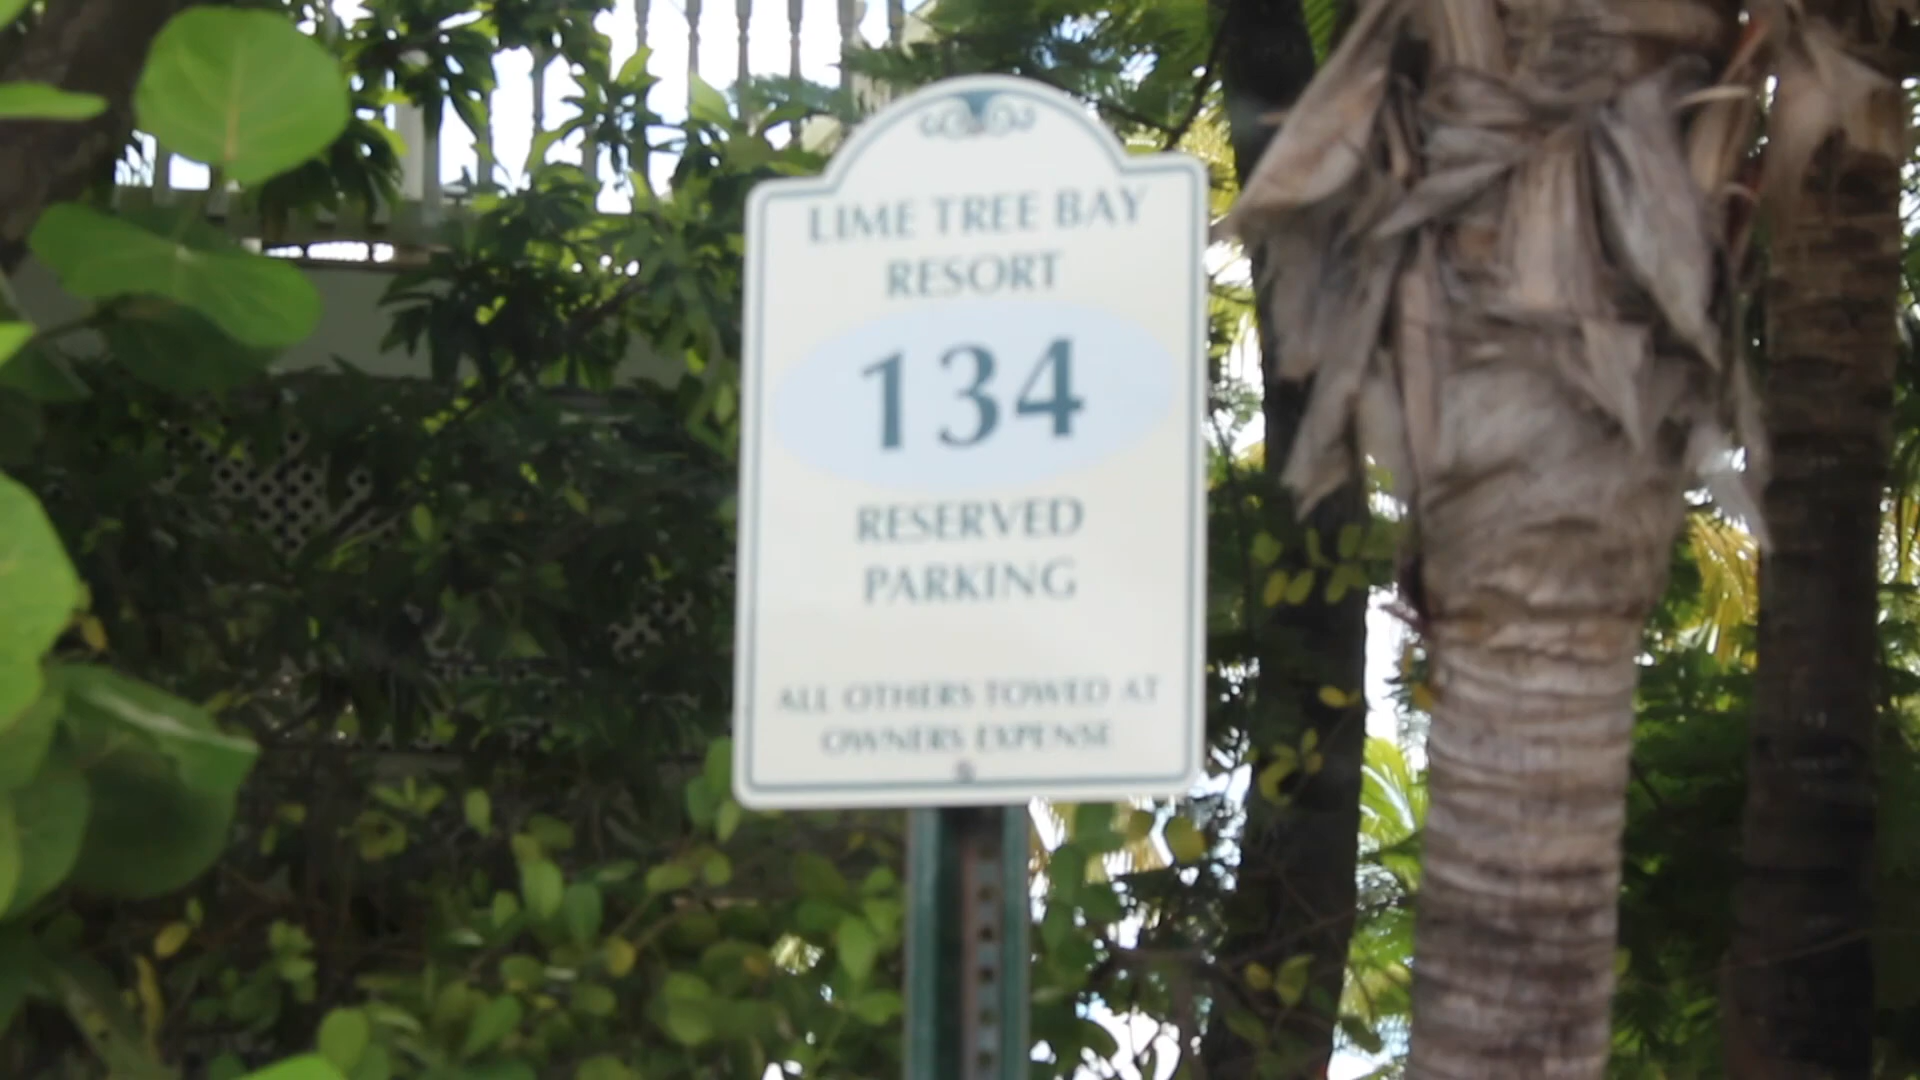 LIME TREE BAY
RESORT
134
RESERVED
PARKING
ALL OTHERS TOWED AT
OWNERS EXPENSE